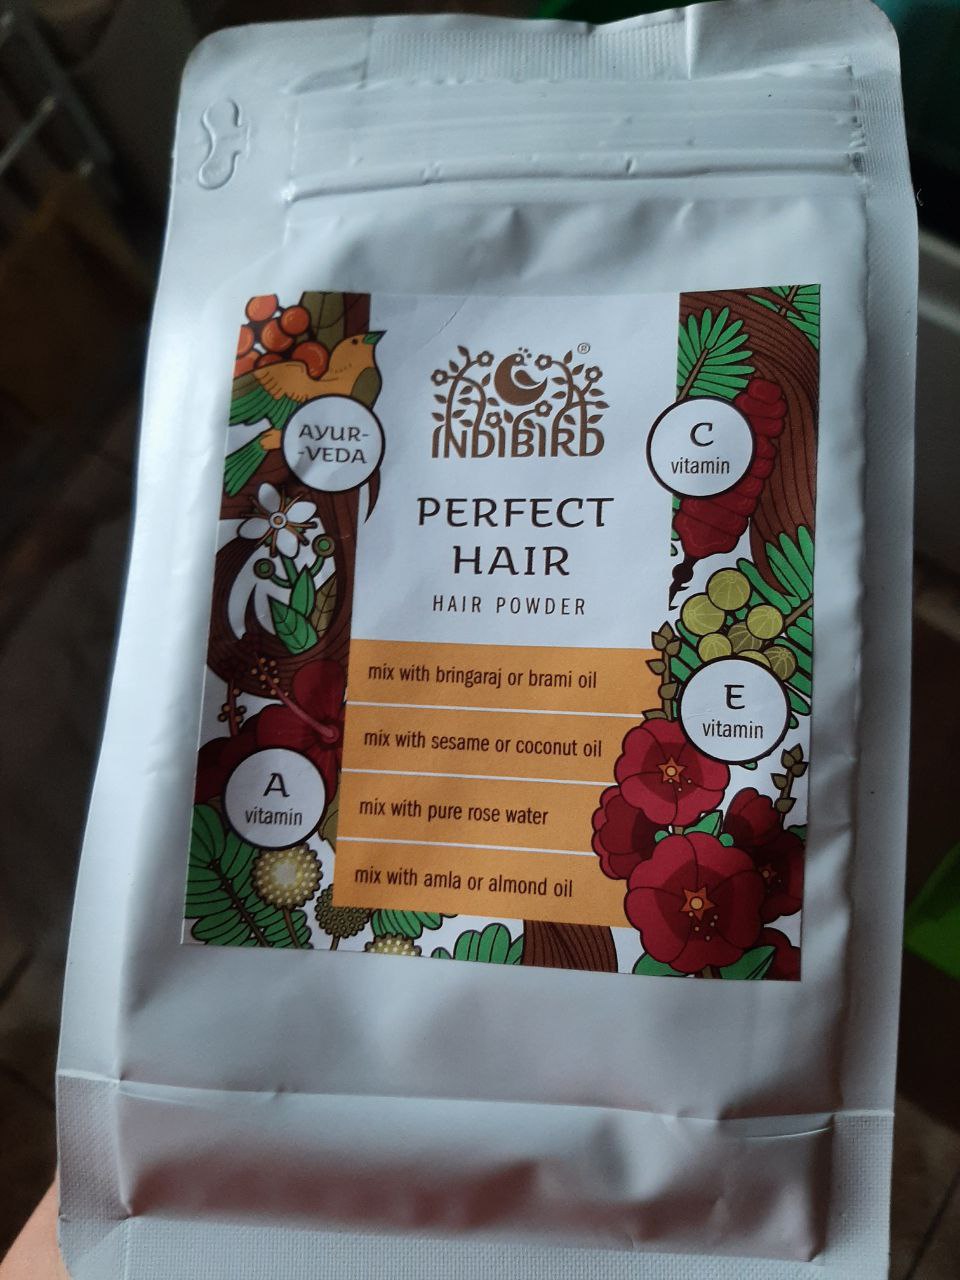 INDIBIRD®
PERFECT
HAIR
HAIR POWDER
AYUR-
-VEDA
C
vitamin
mix with bringaraj or brami oil
mix with sesame or coconut oil
mix with pure rose water
mix with amla or almond oil
E
vitamin
A
vitamin